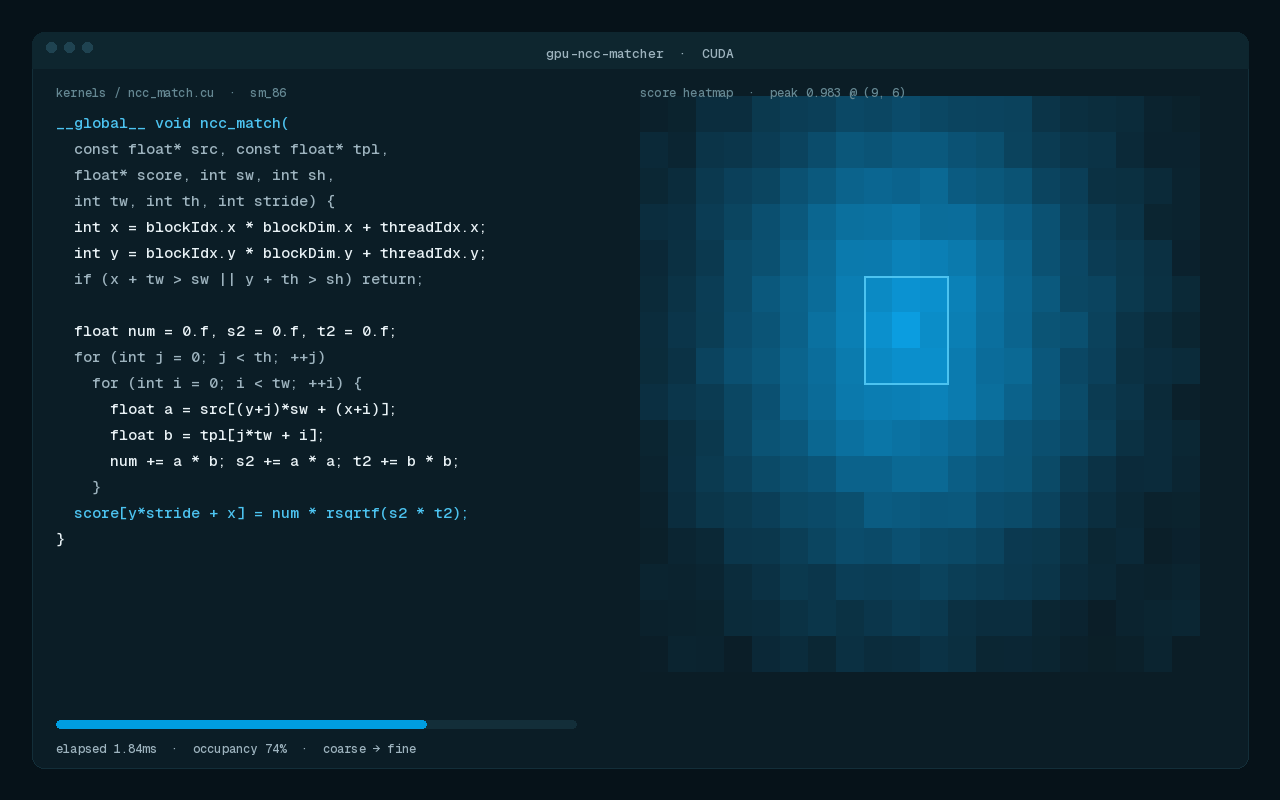 gpu-ncc-matcher · CUDA
kernels / ncc_match.cu · sm_86
__global__ void ncc_match(
  const float* src, const float* tpl,
  float* score, int sw, int sh,
  int tw, int th, int stride) {
  int x = blockIdx.x * blockDim.x + threadIdx.x;
  int y = blockIdx.y * blockDim.y + threadIdx.y;
  if (x + tw > sw || y + th > sh) return;
  float num = 0.f, s2 = 0.f, t2 = 0.f;
  for (int j = 0; j < th; ++j)
    for (int i = 0; i < tw; ++i) {
      float a = src[(y+j)*sw + (x+i)];
      float b = tpl[j*tw + i];
      num += a * b; s2 += a * a; t2 += b * b;
    }
  score[y*stride + x] = num * rsqrtf(s2 * t2);
}
elapsed 1.84ms · occupancy 74% · coarse → fine
score heatmap · peak 0.983 @ (9, 6)